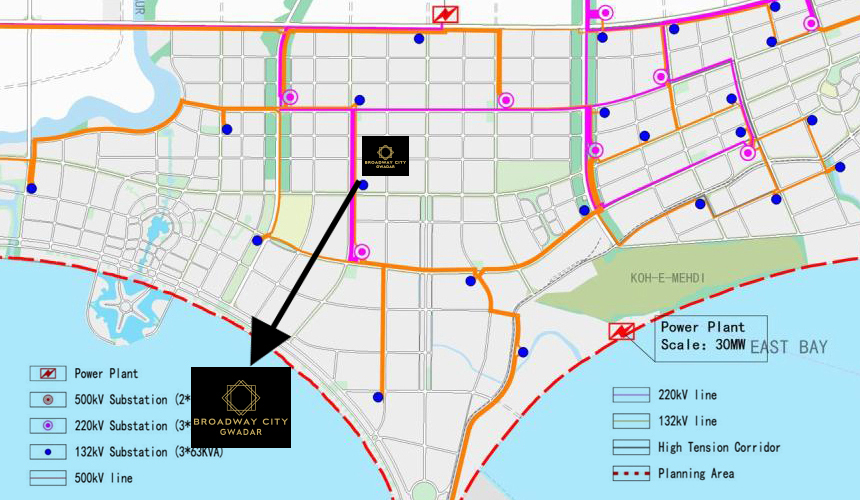 UR
BROADWAY CITY
GWADAR
KOH-E-MEHDI
Power Plant
Scale: 30MW
EAST BAY
Power Plant
500kV Substation (2*
220kV Substation (3*
132kV Substation (3*63KVA)
500kV line
BROADWAY CITY
GWADAR
220kV line
132kV line
High Tension Corridor
Planning Area